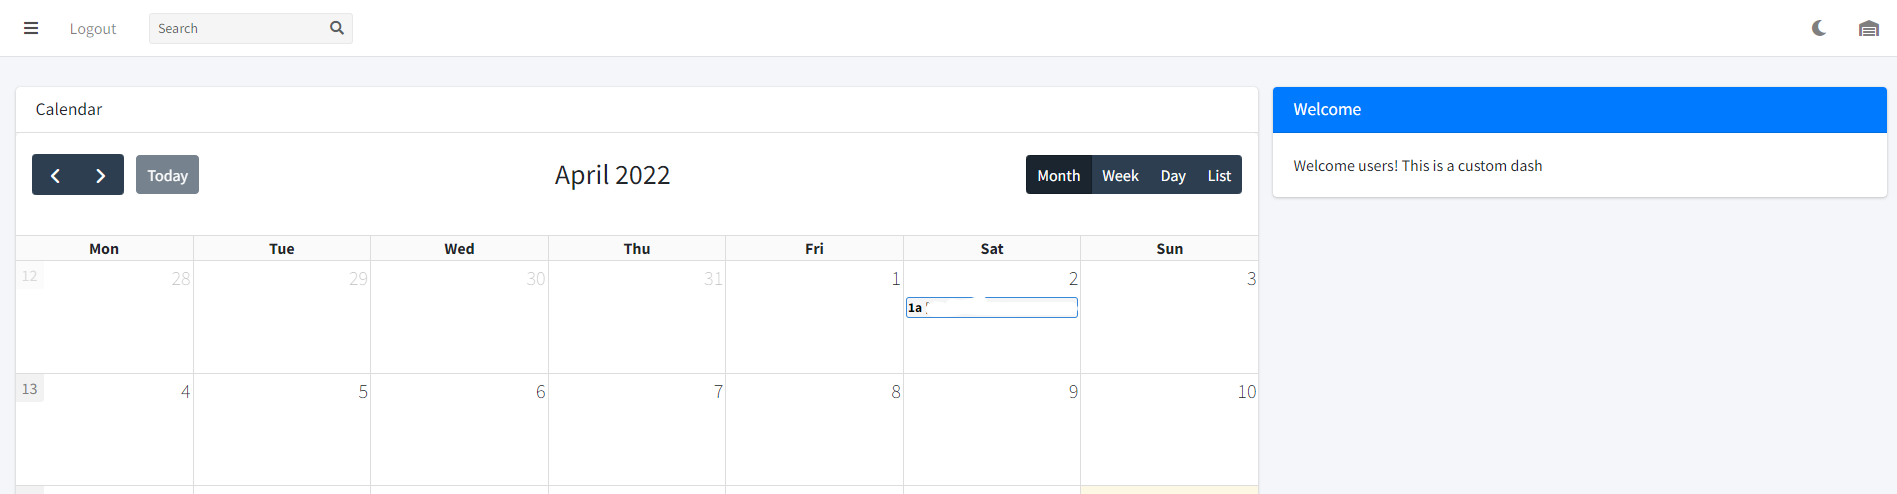 Logout Search
Calendar
Welcome
Today April 2022 Month Week Day List
Welcome users! This is a custom dash
Mon Tue Wed Thu Fri Sat Sun
12 28 29 30 31 1 2 3
1a
13 4 5 6 7 8 9 10